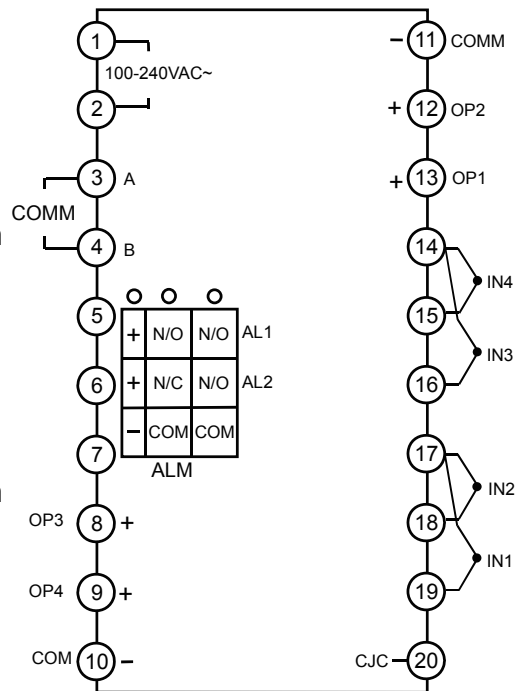 1
100-240VAC~
2
3 A
COMM
4 B
5
6
7
+ N/O N/O AL1
+ N/C N/O AL2
− COM COM
ALM
OP3 8 +
OP4 9 +
COM 10 −
− 11 COMM
+ 12 OP2
+ 13 OP1
14
IN4
15
IN3
16
17
IN2
18
IN1
19
CJC 20